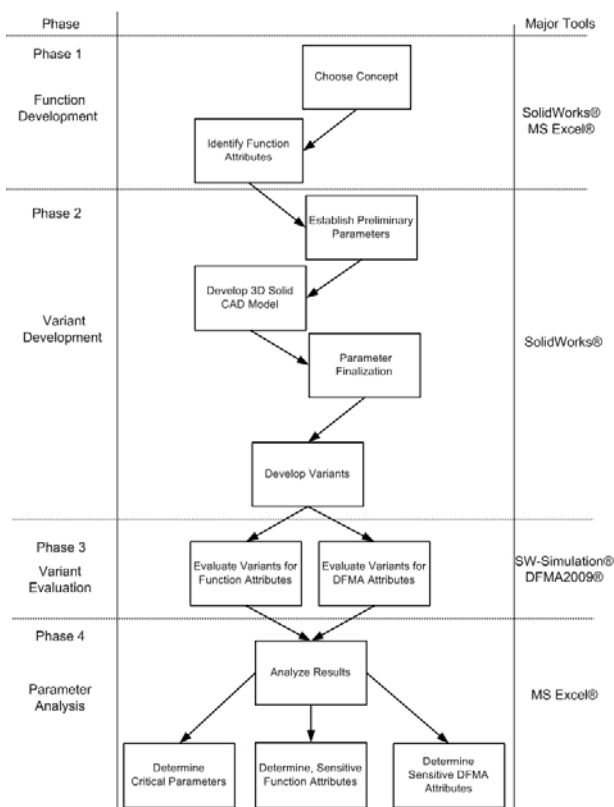 Phase
Major Tools
Phase 1
Function
Development
Choose Concept
Identify Function
Attributes
SolidWorks®
MS Excel®
Phase 2
Variant
Development
Establish Preliminary
Parameters
Develop 3D Solid
CAD Model
Parameter
Finalization
Develop Variants
SolidWorks®
Phase 3
Variant
Evaluation
Evaluate Variants for
Function Attributes
Evaluate Variants for
DFMA Attributes
SW-Simulation®
DFMA2009®
Phase 4
Parameter
Analysis
Analyze Results
Determine
Critical Parameters
Determine, Sensitive
Function Attributes
Determine
Sensitive DFMA
Attributes
MS Excel®